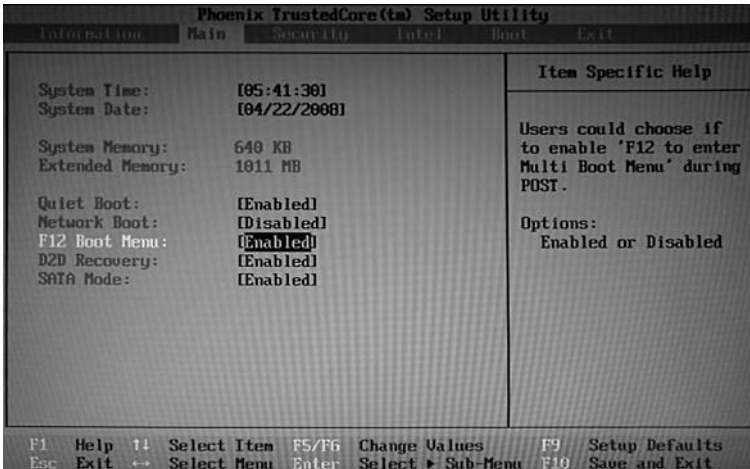 Phoenix TrustedCore(tm) Setup Utility
Information Main Security Intel Boot Exit
System Time: [05:41:30]
System Date: [04/22/2008]
System Memory: 640 KB
Extended Memory: 1011 MB
Quiet Boot: [Enabled]
Network Boot: [Disabled]
F12 Boot Menu: [Enabled]
D2D Recovery: [Enabled]
SATA Mode: [Enabled]
Item Specific Help
Users could choose if
to enable 'F12 to enter
Multi Boot Menu' during
POST.
Options:
Enabled or Disabled
F1 Help ↑↓ Select Item F5/F6 Change Values F9 Setup Defaults
Esc Exit ↔ Select Menu Enter Select ▶ Sub-Menu F10 Save and Exit